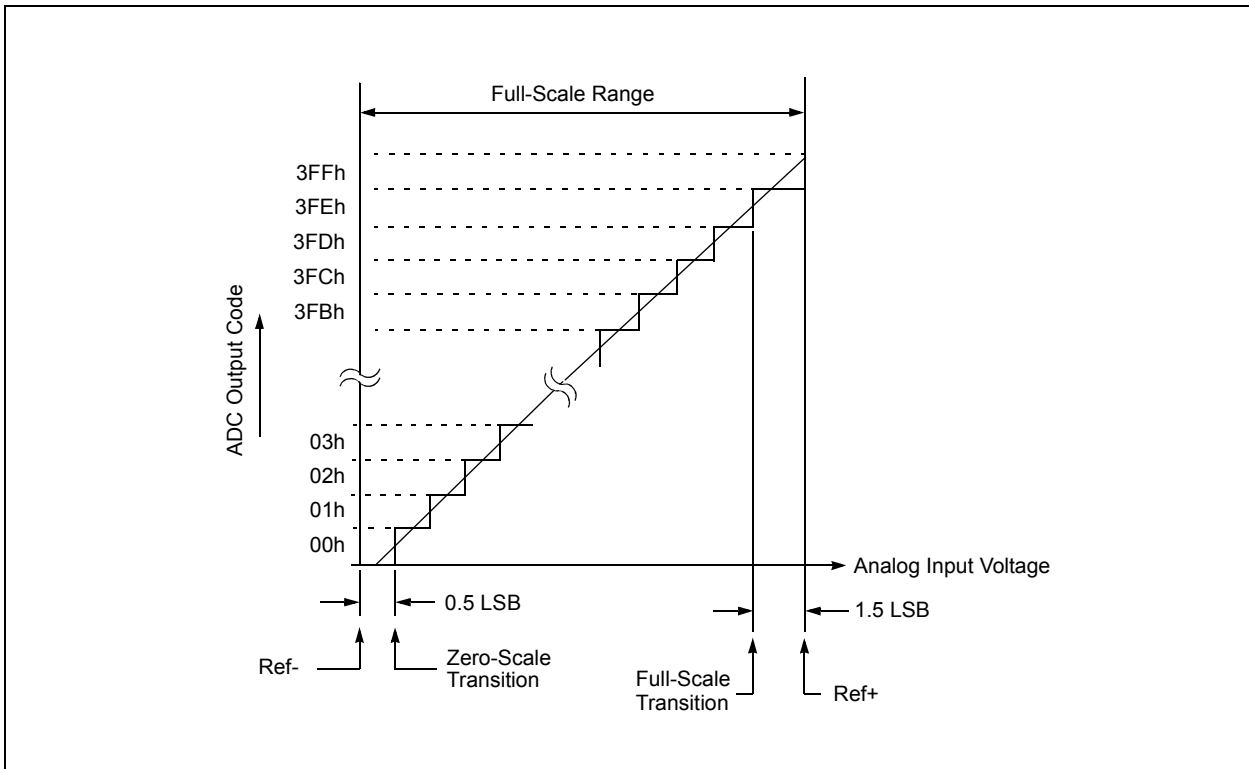 Full-Scale Range
3FFh
3FEh
3FDh
3FCh
3FBh
ADC Output Code
03h
02h
01h
00h
Analog Input Voltage
0.5 LSB
1.5 LSB
Ref-
Zero-Scale
Transition
Full-Scale
Transition
Ref+